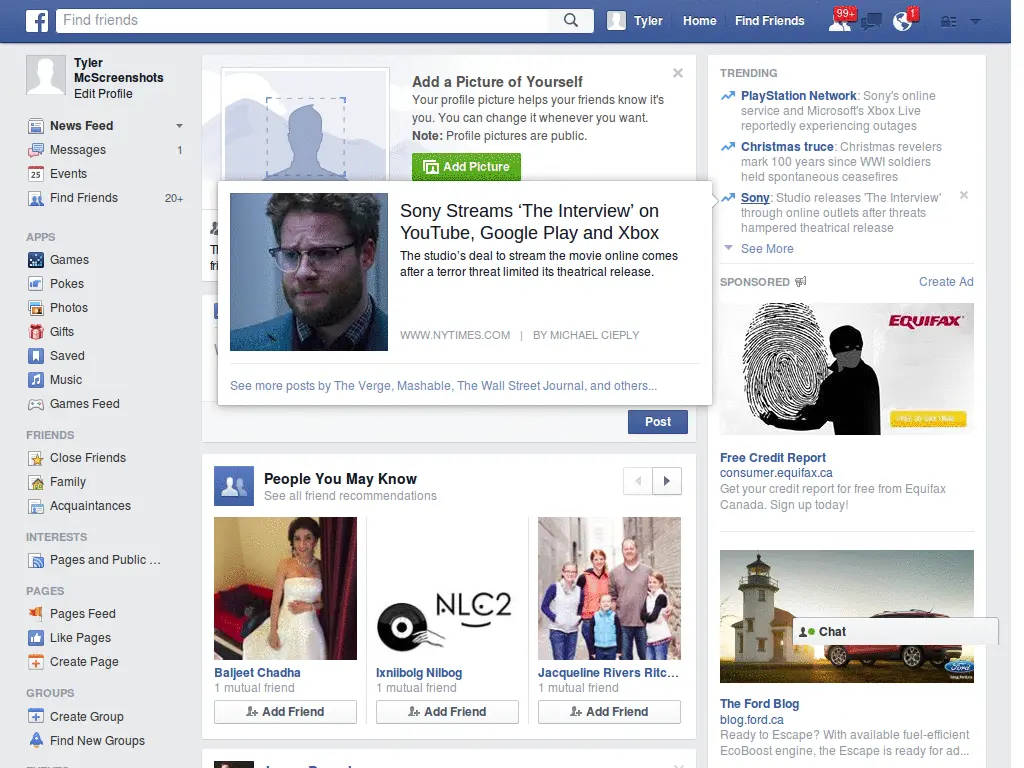 Find friends
Tyler
Home
Find Friends
99+
1
Tyler
McScreenshots
Edit Profile
News Feed
Messages 1
Events
Find Friends 20+
APPS
Games
Pokes
Photos
Gifts
Saved
Music
Games Feed
FRIENDS
Close Friends
Family
Acquaintances
INTERESTS
Pages and Public ...
PAGES
Pages Feed
Like Pages
Create Page
GROUPS
Create Group
Find New Groups
Add a Picture of Yourself
Your profile picture helps your friends know it's
you. You can change it whenever you want.
Note: Profile pictures are public.
Add Picture
Sony Streams ‘The Interview’ on
YouTube, Google Play and Xbox
The studio’s deal to stream the movie online comes
after a terror threat limited its theatrical release.
WWW.NYTIMES.COM | BY MICHAEL CIEPLY
See more posts by The Verge, Mashable, The Wall Street Journal, and others...
Post
People You May Know
See all friend recommendations
NLC2
Baljeet Chadha
1 mutual friend
Add Friend
Ixniibolg Nilbog
1 mutual friend
Add Friend
Jacqueline Rivers Ritc...
1 mutual friend
Add Friend
TRENDING
PlayStation Network: Sony's online
service and Microsoft's Xbox Live
reportedly experiencing outages
Christmas truce: Christmas revelers
mark 100 years since WWI soldiers
held spontaneous ceasefires
Sony: Studio releases 'The Interview'
through online outlets after threats
hampered theatrical release
See More
SPONSORED
Create Ad
EQUIFAX
Free Credit Report
consumer.equifax.ca
Get your credit report for free from Equifax
Canada. Sign up today!
Chat
Ford
blog.ford.ca
The Ford Blog
blog.ford.ca
Ready to Escape? With available fuel-efficient
EcoBoost engine, the Escape is ready for ad...